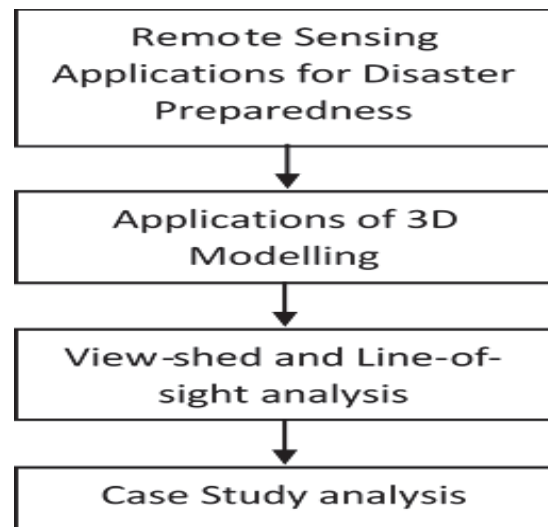 Remote Sensing
Applications for Disaster
Preparedness
Applications of 3D
Modelling
View-shed and Line-of-
sight analysis
Case Study analysis